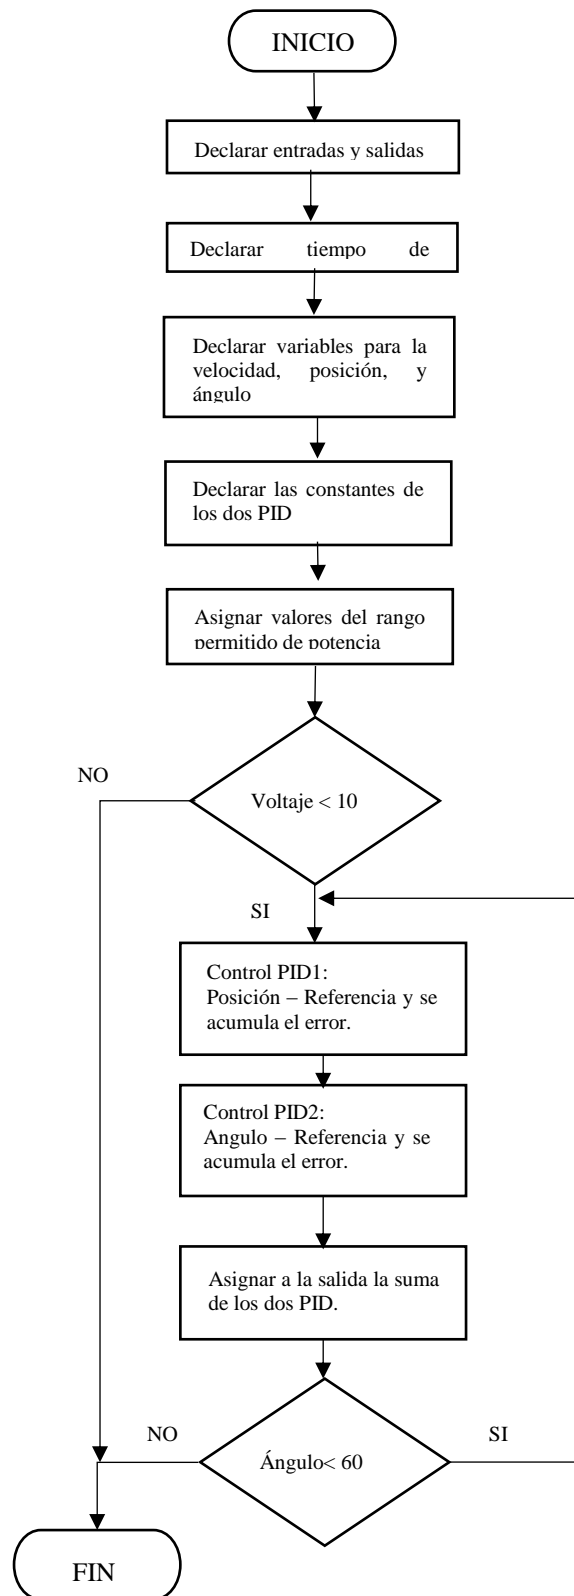 INICIO
Declarar entradas y salidas
Declarar tiempo de
Declarar variables para la
velocidad, posición, y
ángulo
Declarar las constantes de
los dos PID
Asignar valores del rango
permitido de potencia
NO
Voltaje < 10
SI
Control PID1:
Posición – Referencia y se
acumula el error.
Control PID2:
Angulo – Referencia y se
acumula el error.
Asignar a la salida la suma
de los dos PID.
NO
SI
Ángulo< 60
FIN